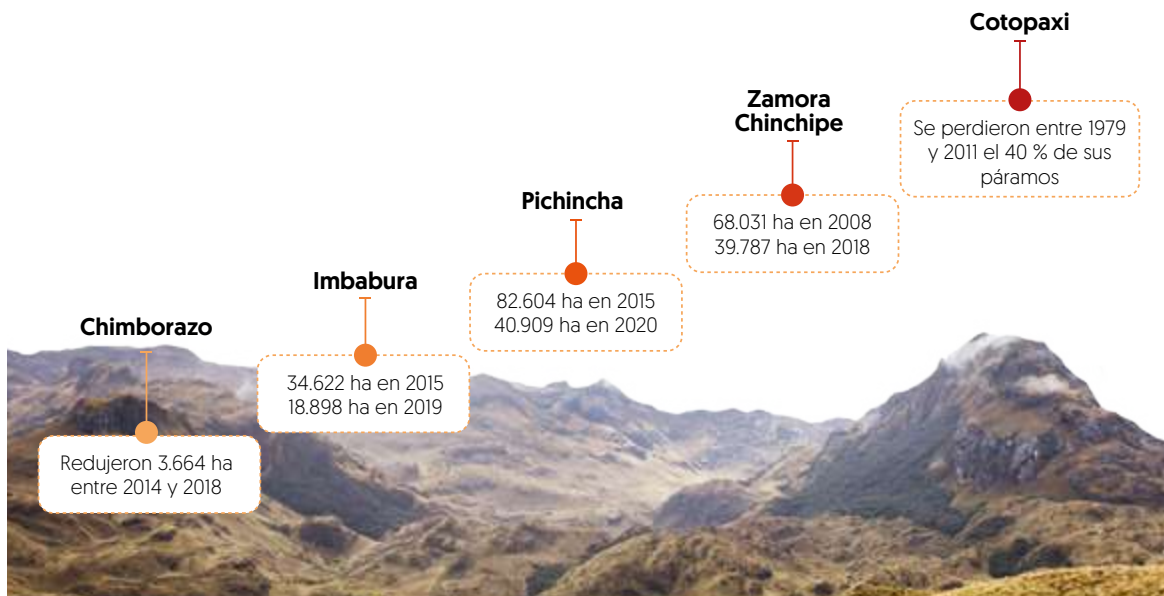 Cotopaxi
Se perdieron entre 1979
y 2011 el 40 % de sus
páramos
Zamora
Chinchipe
68.031 ha en 2008
39.787 ha en 2018
Pichincha
82.604 ha en 2015
40.909 ha en 2020
Imbabura
34.622 ha en 2015
18.898 ha en 2019
Chimborazo
Redujeron 3.664 ha
entre 2014 y 2018